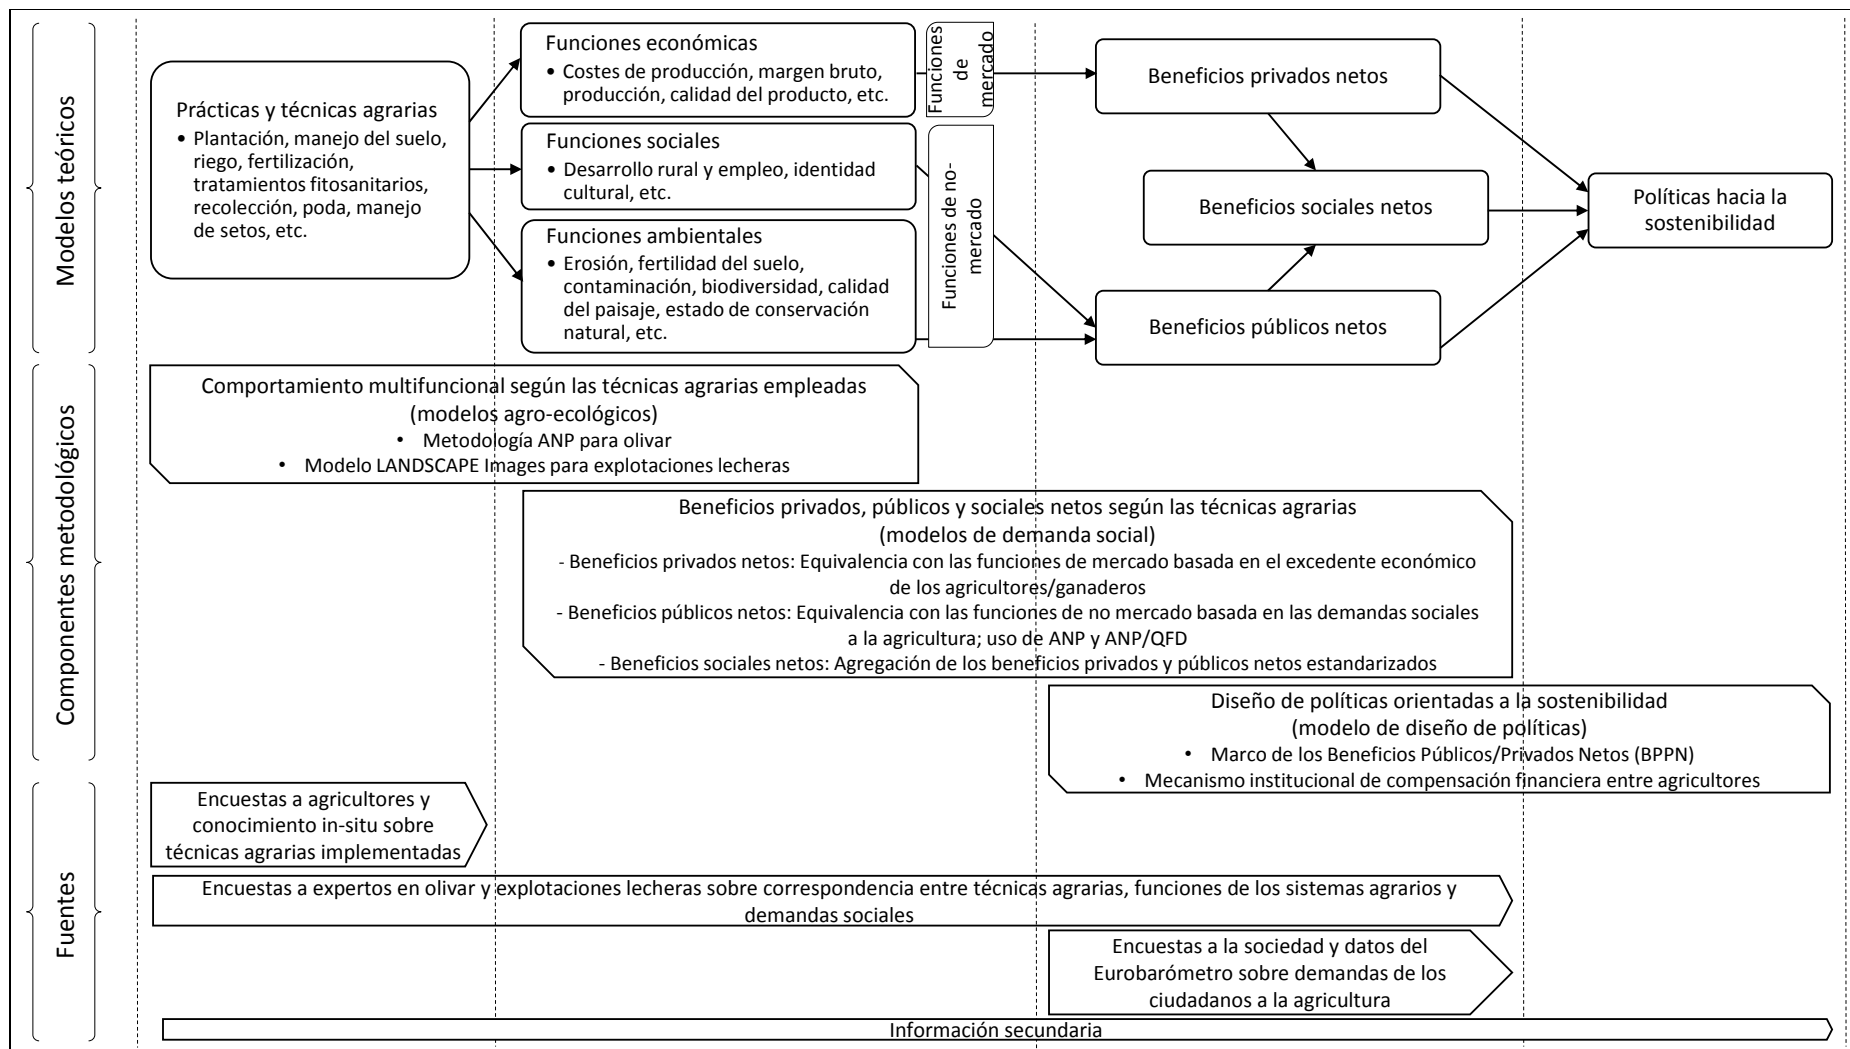 Modelos teóricos
Prácticas y técnicas agrarias
• Plantación, manejo del suelo,
riego, fertilización,
tratamientos fitosanitarios,
recolección, poda, manejo
de setos, etc.
Funciones económicas
• Costes de producción, margen bruto,
producción, calidad del producto, etc.
Funciones sociales
• Desarrollo rural y empleo, identidad
cultural, etc.
Funciones ambientales
• Erosión, fertilidad del suelo,
contaminación, biodiversidad, calidad
del paisaje, estado de conservación
natural, etc.
Funciones
de
mercado
Funciones de no-
mercado
Beneficios privados netos
Beneficios sociales netos
Beneficios públicos netos
Políticas hacia la
sostenibilidad
Componentes metodológicos
Comportamiento multifuncional según las técnicas agrarias empleadas
(modelos agro-ecológicos)
• Metodología ANP para olivar
• Modelo LANDSCAPE Images para explotaciones lecheras
Beneficios privados, públicos y sociales netos según las técnicas agrarias
(modelos de demanda social)
- Beneficios privados netos: Equivalencia con las funciones de mercado basada en el excedente económico
de los agricultores/ganaderos
- Beneficios públicos netos: Equivalencia con las funciones de no mercado basada en las demandas sociales
a la agricultura; uso de ANP y ANP/QFD
- Beneficios sociales netos: Agregación de los beneficios privados y públicos netos estandarizados
Diseño de políticas orientadas a la sostenibilidad
(modelo de diseño de políticas)
• Marco de los Beneficios Públicos/Privados Netos (BPPN)
• Mecanismo institucional de compensación financiera entre agricultores
Fuentes
Encuestas a agricultores y
conocimiento in-situ sobre
técnicas agrarias implementadas
Encuestas a expertos en olivar y explotaciones lecheras sobre correspondencia entre técnicas agrarias, funciones de los sistemas agrarios y
demandas sociales
Encuestas a la sociedad y datos del
Eurobarómetro sobre demandas de los
ciudadanos a la agricultura
Información secundaria